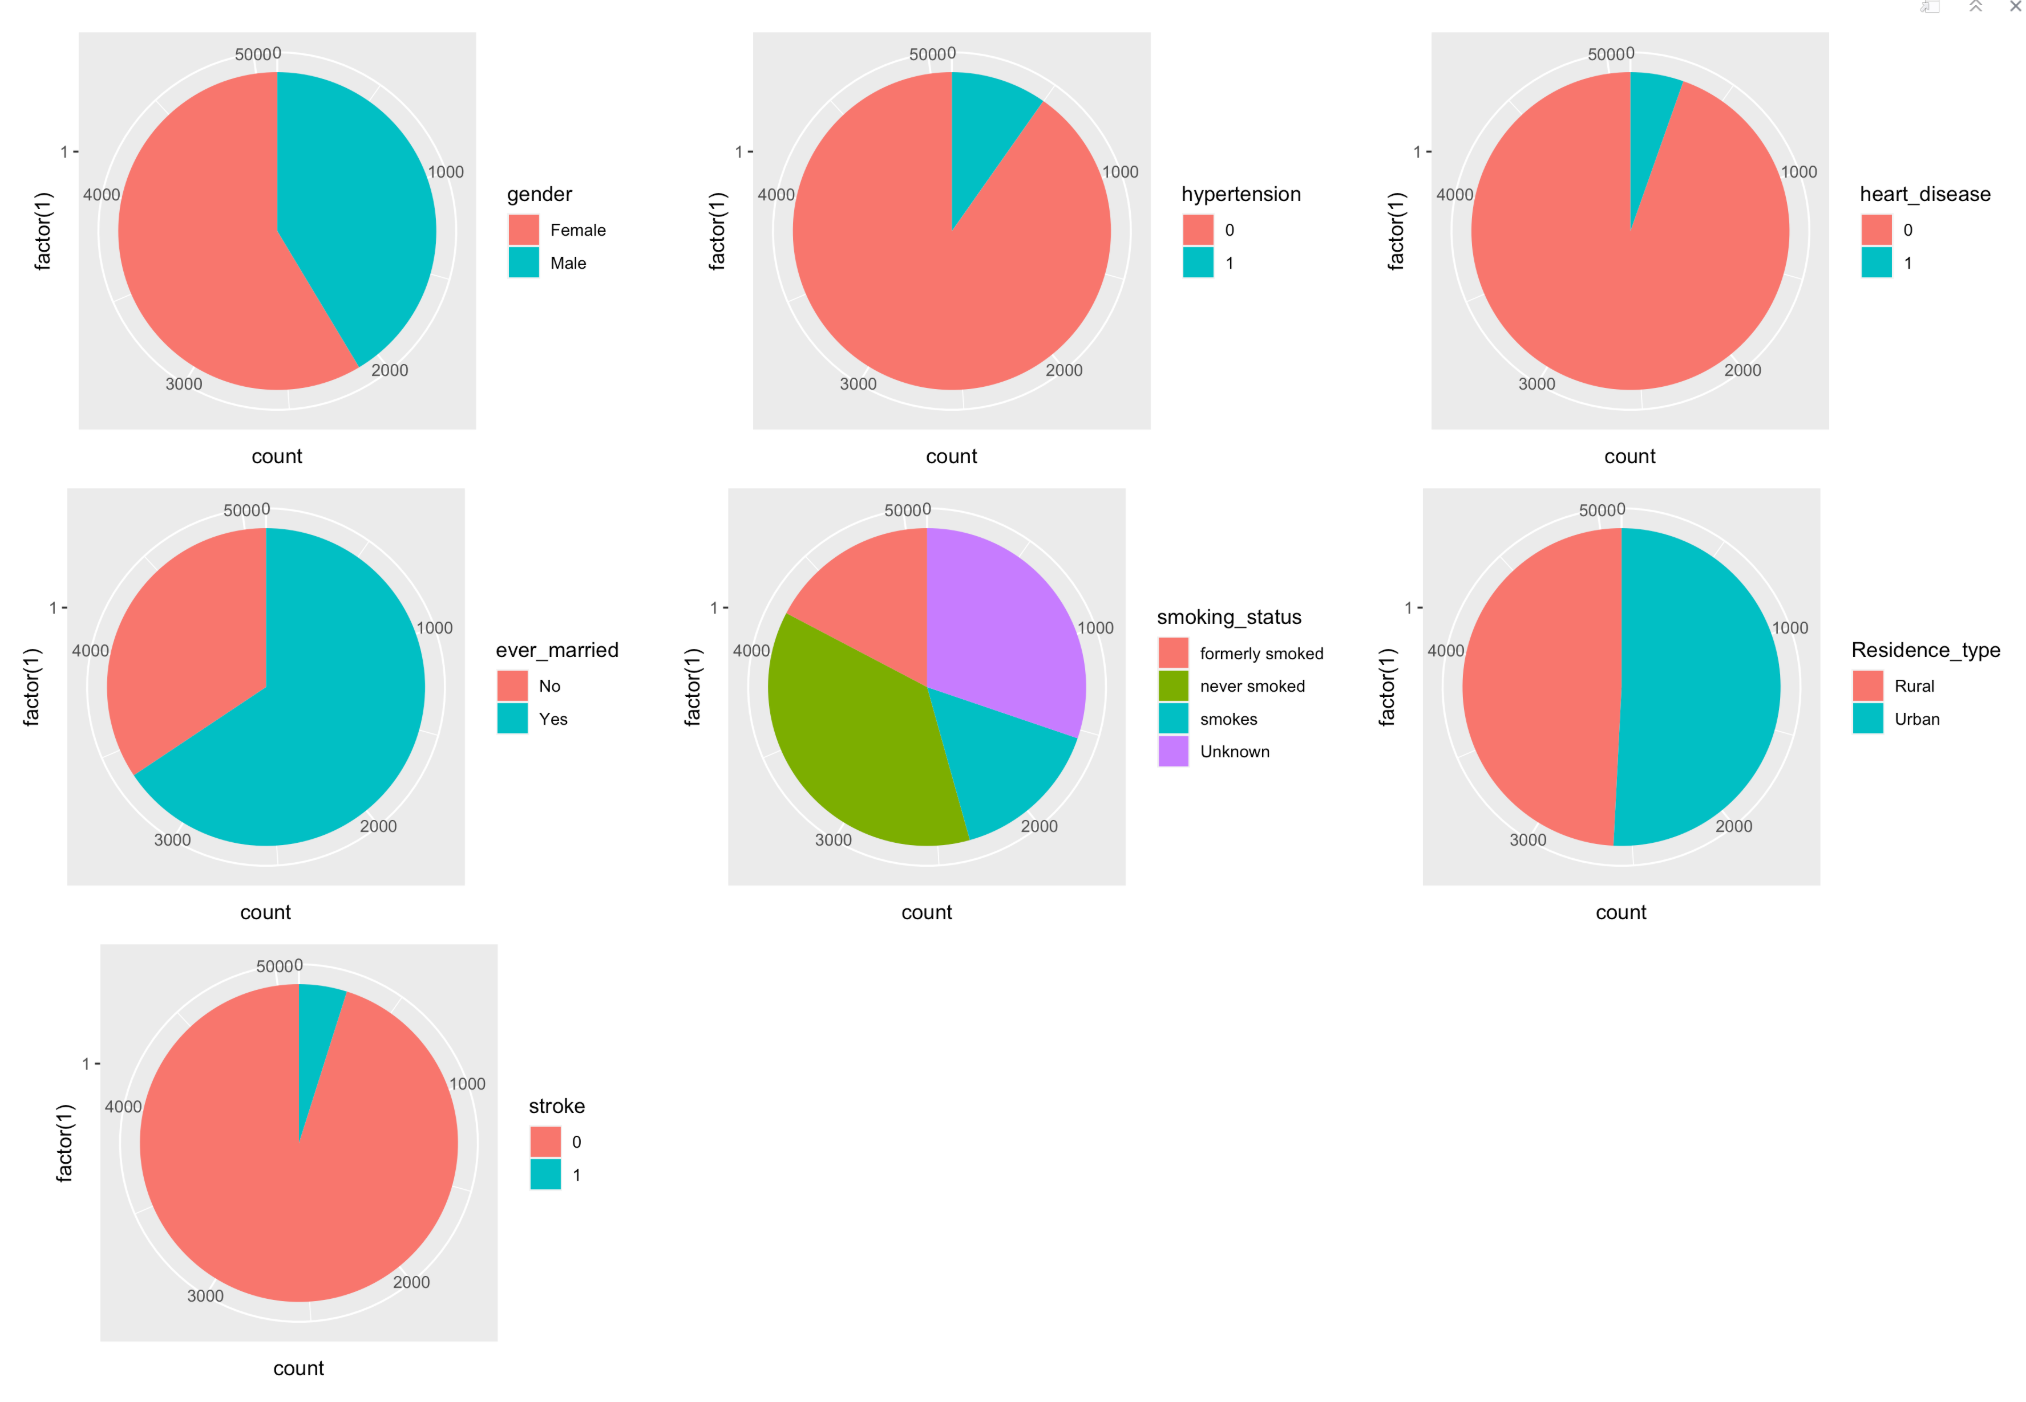 50000
1
1000
4000
factor(1)
gender
Female
Male
2000
3000
count
50000
1
1000
4000
factor(1)
hypertension
0
1
2000
3000
count
50000
1
1000
4000
factor(1)
heart_disease
0
1
2000
3000
count
50000
1
1000
4000
factor(1)
ever_married
No
Yes
2000
3000
count
50000
1
1000
4000
factor(1)
smoking_status
formerly smoked
never smoked
smokes
Unknown
2000
3000
count
50000
1
1000
4000
factor(1)
Residence_type
Rural
Urban
2000
3000
count
50000
1
1000
4000
factor(1)
stroke
0
1
2000
3000
count